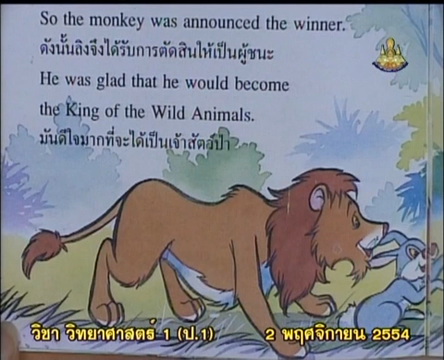 So the monkey was announced the winner.
ดังนั้นลิงจึงได้รับการตัดสินให้เป็นผู้ชนะ
He was glad that he would become
the King of the Wild Animals.
มันดีใจมากที่จะได้เป็นเจ้าสัตว์ป่า
วิชา วิทยาศาสตร์ 1 (ป.1) 2 พฤศจิกายน 2554